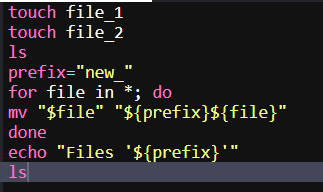 touch file_1
touch file_2
ls
prefix="new_"
for file in *; do
mv "$file" "${prefix}${file}"
done
echo "Files '${prefix}'"
ls